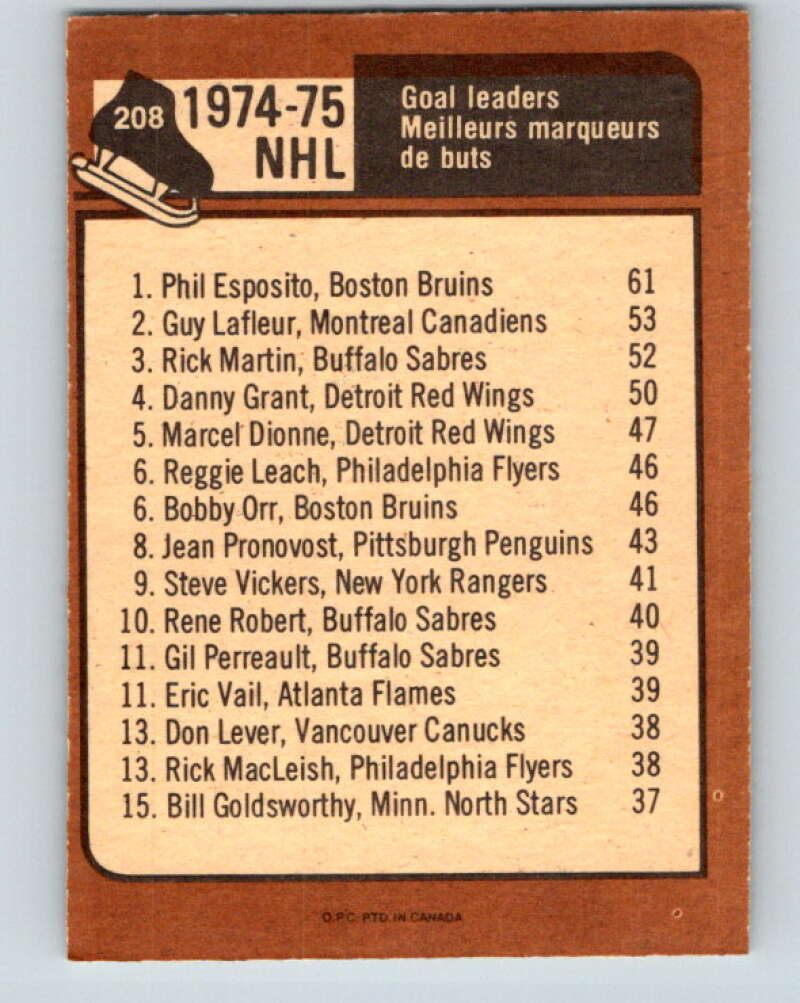 208
1974-75
NHL
Goal leaders
Meilleurs marqueurs
de buts
1. Phil Esposito, Boston Bruins 61
2. Guy Lafleur, Montreal Canadiens 53
3. Rick Martin, Buffalo Sabres 52
4. Danny Grant, Detroit Red Wings 50
5. Marcel Dionne, Detroit Red Wings 47
6. Reggie Leach, Philadelphia Flyers 46
6. Bobby Orr, Boston Bruins 46
8. Jean Pronovost, Pittsburgh Penguins 43
9. Steve Vickers, New York Rangers 41
10. Rene Robert, Buffalo Sabres 40
11. Gil Perreault, Buffalo Sabres 39
11. Eric Vail, Atlanta Flames 39
13. Don Lever, Vancouver Canucks 38
13. Rick MacLeish, Philadelphia Flyers 38
15. Bill Goldsworthy, Minn. North Stars 37
O.P.C. PTD. IN CANADA